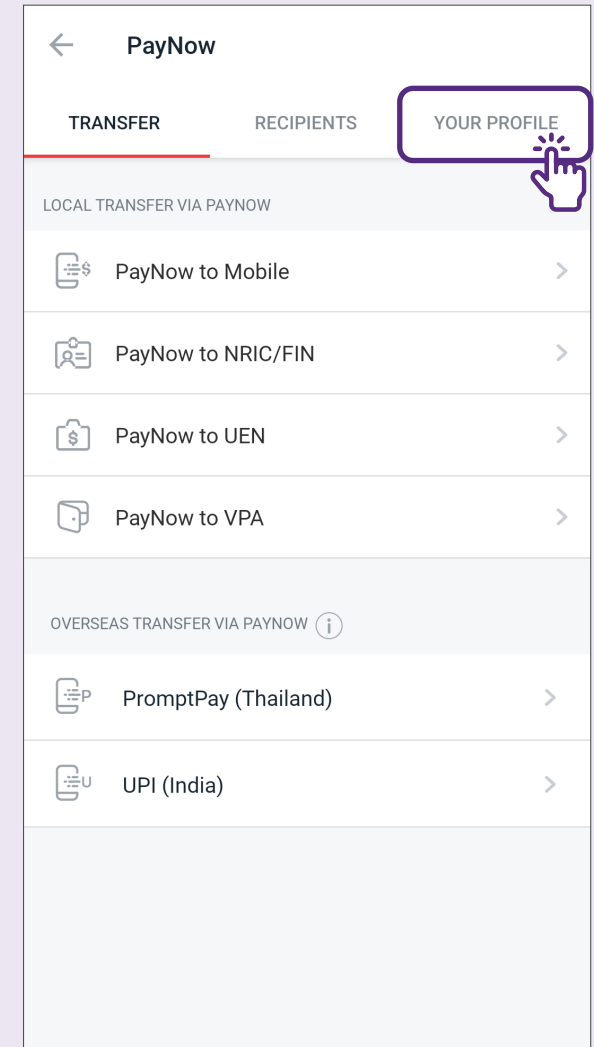 PayNow
TRANSFER RECIPIENTS YOUR PROFILE
LOCAL TRANSFER VIA PAYNOW
PayNow to Mobile
PayNow to NRIC/FIN
PayNow to UEN
PayNow to VPA
OVERSEAS TRANSFER VIA PAYNOW
PromptPay (Thailand)
UPI (India)